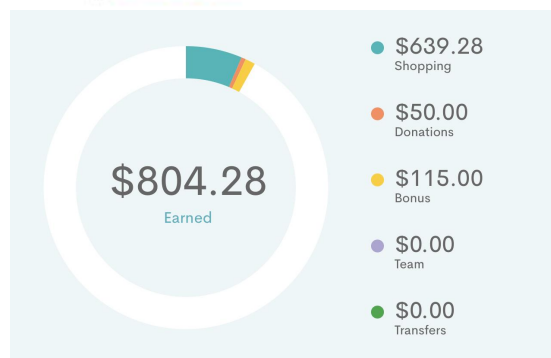 $804.28
Earned
$639.28
Shopping
$50.00
Donations
$115.00
Bonus
$0.00
Team
$0.00
Transfers